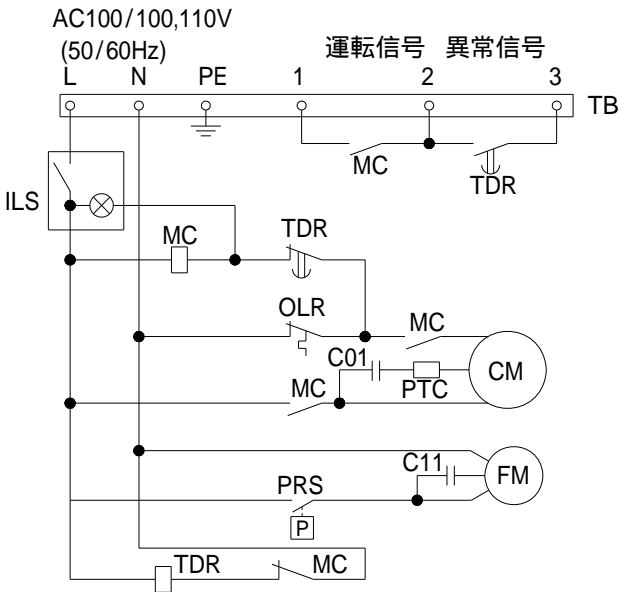 AC100/100,110V
(50/60Hz)
運転信号 異常信号
L N PE 1 2 3
TB
MC
TDR
ILS
MC
TDR
OLR
MC
C01
PTC
CM
MC
C11
FM
PRS
P
TDR
MC